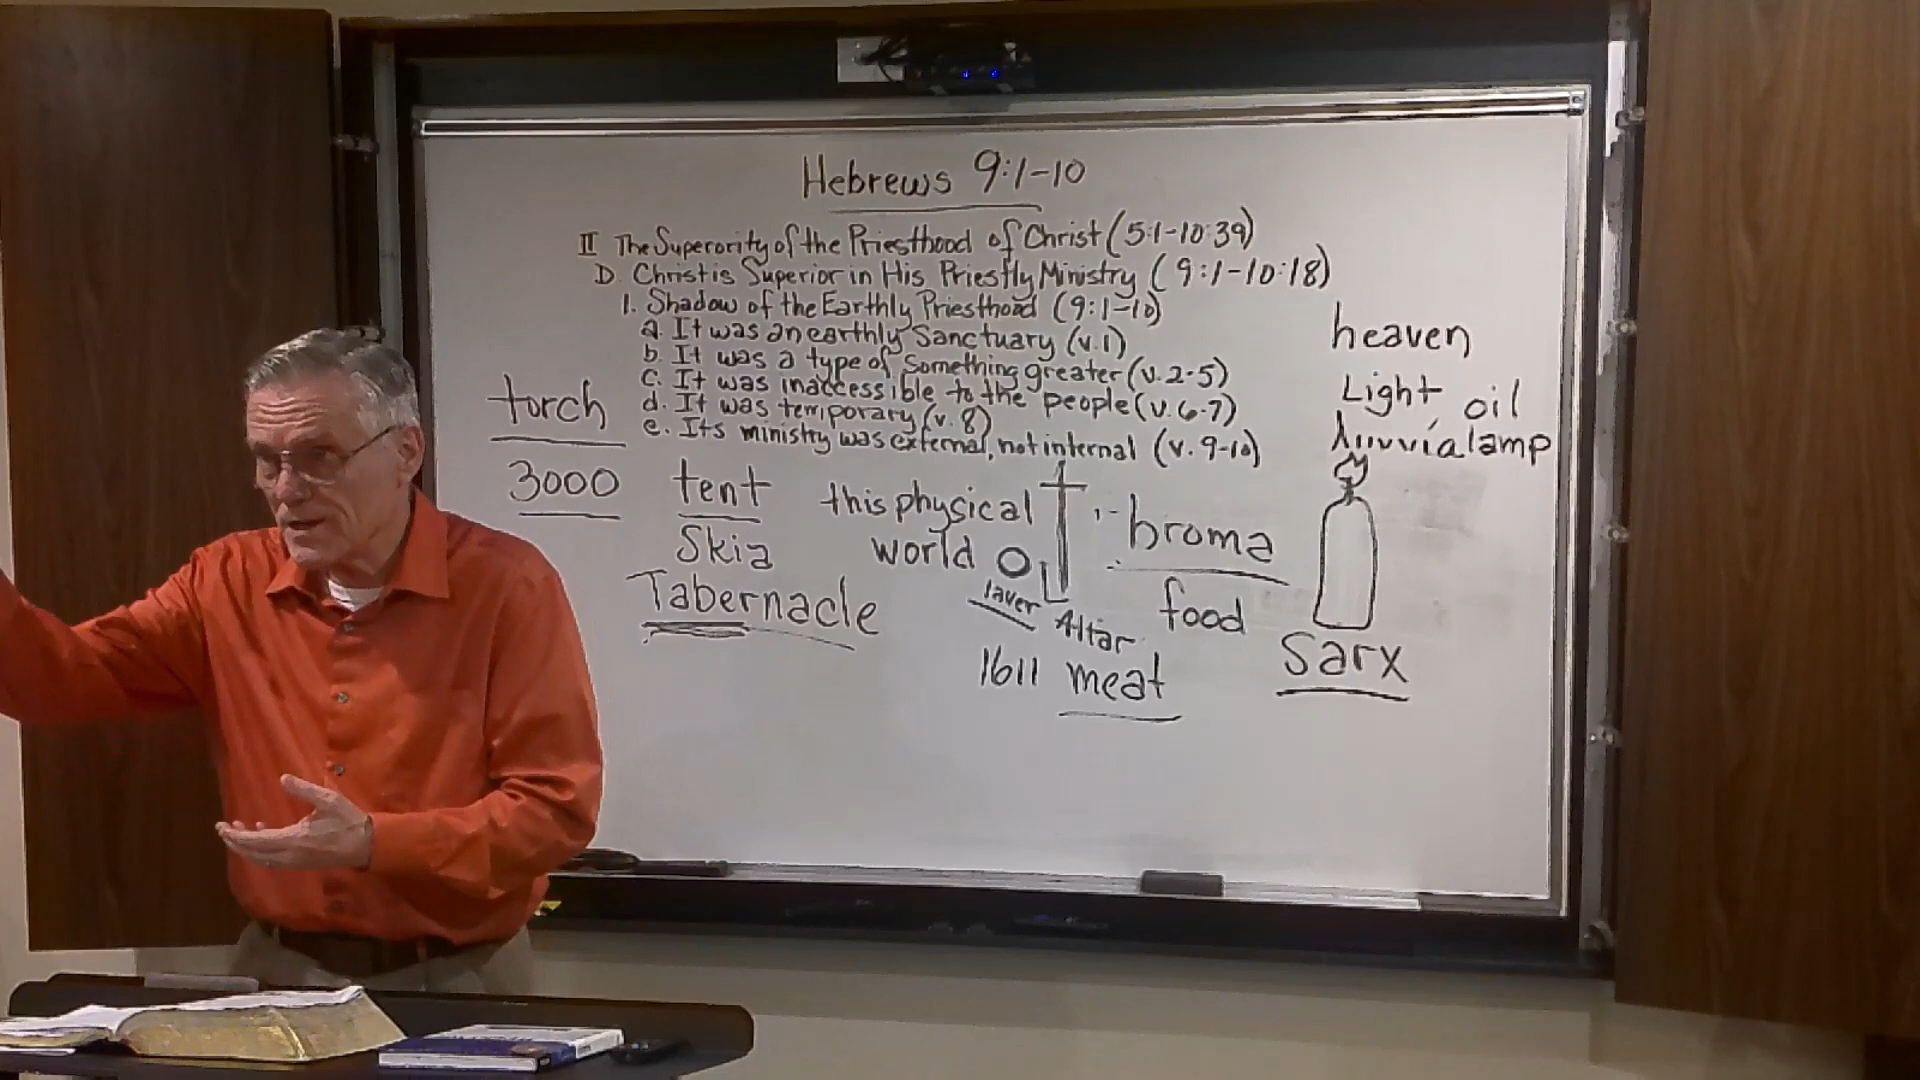 Hebrews 9:1-10
II The Superority of the Priesthood of Christ (5:1-10:39)
D. Christ is Superior in His Priestly Ministry (9:1-10:18)
1. Shadow of the Earthly Priesthood (9:1-10)
a. It was an earthly Sanctuary (v.1)
b. It was a type of Something greater (v.2-5)
c. It was inaccessible to the people (v.6-7)
d. It was temporary (v.8)
e. Its ministry was external, not internal (v.9-10)
torch
3000
tent
Skia
Tabernacle
this physical
world
laver
Altar
1611 meat
broma
food
heaven
Light oil
lamp
Sarx